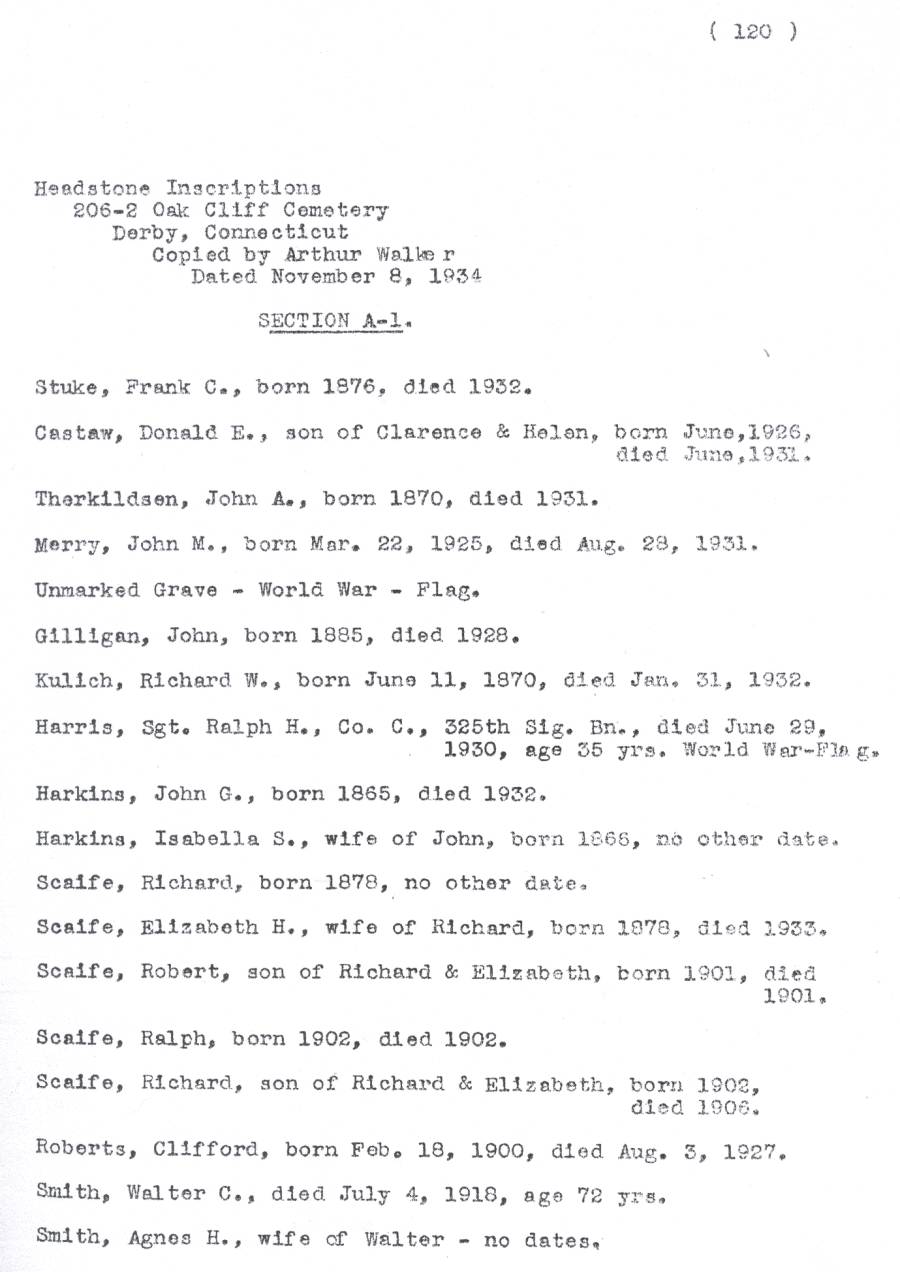 ( 120 )
Headstone Inscriptions
206-2 Oak Cliff Cemetery
Derby, Connecticut
Copied by Arthur Walker
Dated November 8, 1934
SECTION A-1.
Stuke, Frank C., born 1876, died 1932.
Castaw, Donald E., son of Clarence & Helen, born June,1926,
died June,1931.
Therkildsen, John A., born 1870, died 1931.
Merry, John M., born Mar. 22, 1925, died Aug. 28, 1931.
Unmarked Grave - World War - Flag.
Gilligan, John, born 1885, died 1928.
Kulich, Richard W., born June 11, 1870, died Jan. 31, 1932.
Harris, Sgt. Ralph H., Co. C., 325th Sig. Bn., died June 29,
1930, age 35 yrs. World War-Flag.
Harkins, John G., born 1865, died 1932.
Harkins, Isabella S., wife of John, born 1866, no other date.
Scaife, Richard, born 1878, no other date.
Scaife, Elizabeth H., wife of Richard, born 1878, died 1933.
Scaife, Robert, son of Richard & Elizabeth, born 1901, died
1901.
Scaife, Ralph, born 1902, died 1902.
Scaife, Richard, son of Richard & Elizabeth, born 1902,
died 1906.
Roberts, Clifford, born Feb. 18, 1900, died Aug. 3, 1927.
Smith, Walter C., died July 4, 1918, age 72 yrs.
Smith, Agnes H., wife of Walter - no dates.